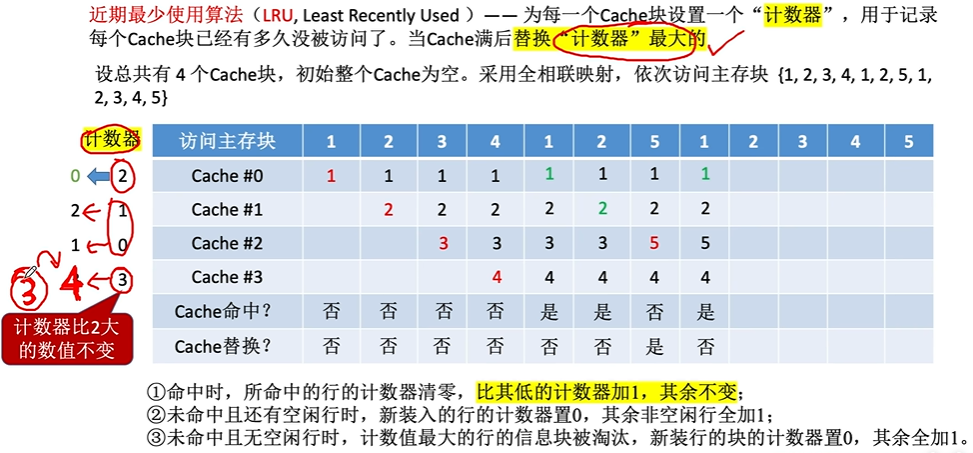 近期最少使用算法（LRU, Least Recently Used ）—— 为每一个Cache块设置一个“计数器”，用于记录
每个Cache块已经有多久没被访问了。当Cache满后替换“计数器”最大的
设总共有 4 个Cache块，初始整个Cache为空。采用全相联映射，依次访问主存块 {1, 2, 3, 4, 1, 2, 5, 1,
2, 3, 4, 5}
计数器 访问主存块 1 2 3 4 1 2 5 1 2 3 4 5
0 2 Cache #0 1 1 1 1 1 1 1 1
2 1 Cache #1 2 2 2 2 2 2 2
1 0 Cache #2 3 3 3 3 5 5
3 4 3 Cache #3 4 4 4 4 4
Cache命中？ 否 否 否 否 是 是 否 是
Cache替换？ 否 否 否 否 否 否 是 否
计数器比2大
的数值不变
①命中时，所命中的行的计数器清零，比其低的计数器加1，其余不变；
②未命中且还有空闲行时，新装入的行的计数器置0，其余非空闲行全加1；
③未命中且无空闲行时，计数值最大的行的信息块被淘汰，新装行的块的计数器置0，其余全加1。